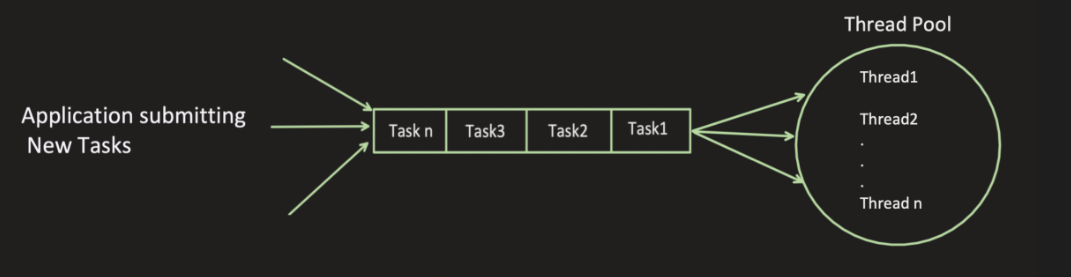 Application submitting
New Tasks
Task n
Task3
Task2
Task1
Thread Pool
Thread1
Thread2
.
.
.
Thread n